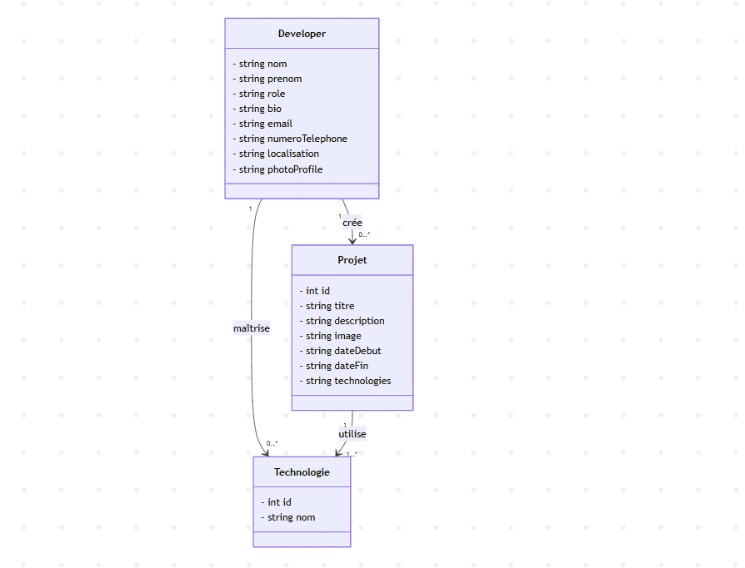 Developer
- string nom
- string prenom
- string role
- string bio
- string email
- string numeroTelephone
- string localisation
- string photoProfile
1
1
crée
0..*
Projet
- int id
- string titre
- string description
- string image
- string dateDebut
- string dateFin
- string technologies
maîtrise
1
utilise
0..*
1..*
Technologie
- int id
- string nom